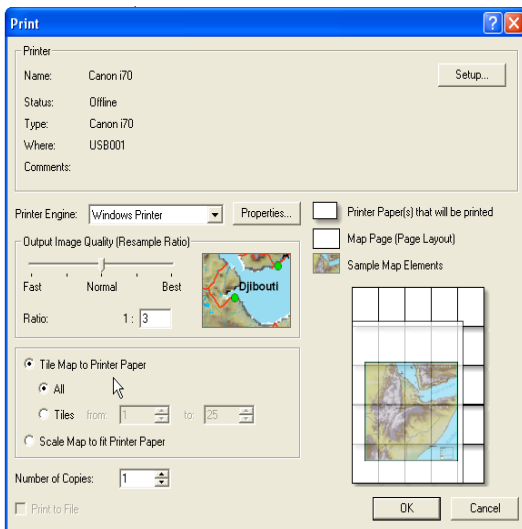 Print
Printer
Name: Canon i70 Setup...
Status: Offline
Type: Canon i70
Where: USB001
Comments:
Printer Engine: Windows Printer Properties...
Printer Paper(s) that will be printed
Map Page (Page Layout)
Sample Map Elements
Output Image Quality (Resample Ratio)
Fast Normal Best
Ratio: 1: 3
Djibouti
Tile Map to Printer Paper
All
Tiles from: 1 to: 25
Scale Map to fit Printer Paper
Number of Copies: 1
Print to File
OK Cancel